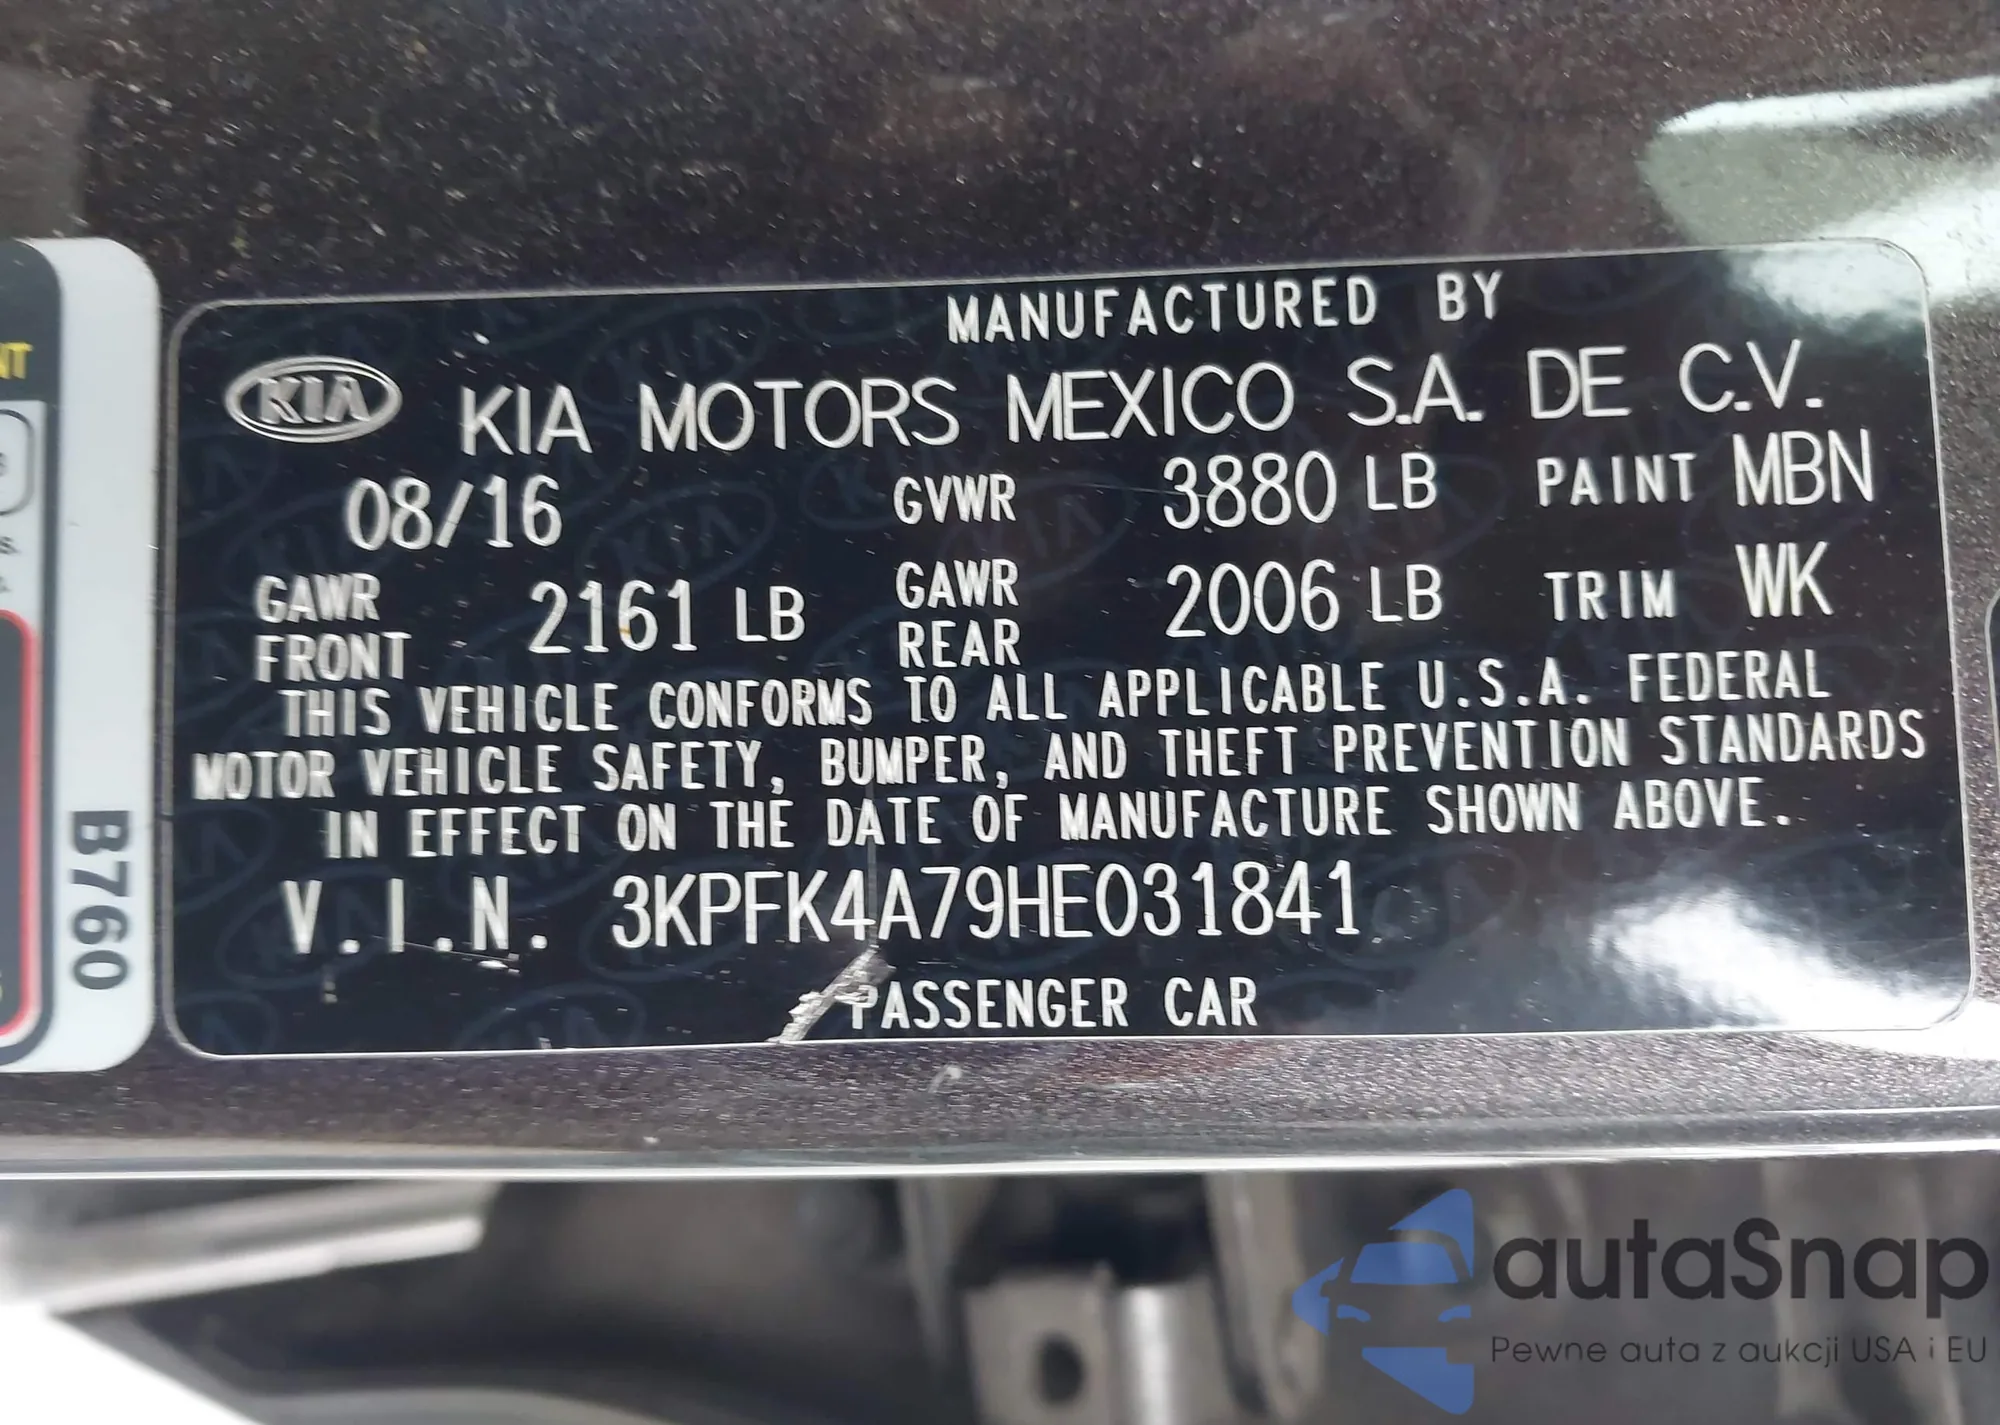 MANUFACTURED BY
KIA KIA MOTORS MEXICO S.A. DE C.V.
08/16 GVWR 3880 LB PAINT MBN
GAWR FRONT 2161 LB GAWR REAR 2006 LB TRIM WK
THIS VEHICLE CONFORMS TO ALL APPLICABLE U.S.A. FEDERAL
MOTOR VEHICLE SAFETY, BUMPER, AND THEFT PREVENTION STANDARDS
IN EFFECT ON THE DATE OF MANUFACTURE SHOWN ABOVE.
V.I.N. 3KPFK4A79HE031841
PASSENGER CAR
B760
autaSnap
Pewne auta z aukcji USA i EU